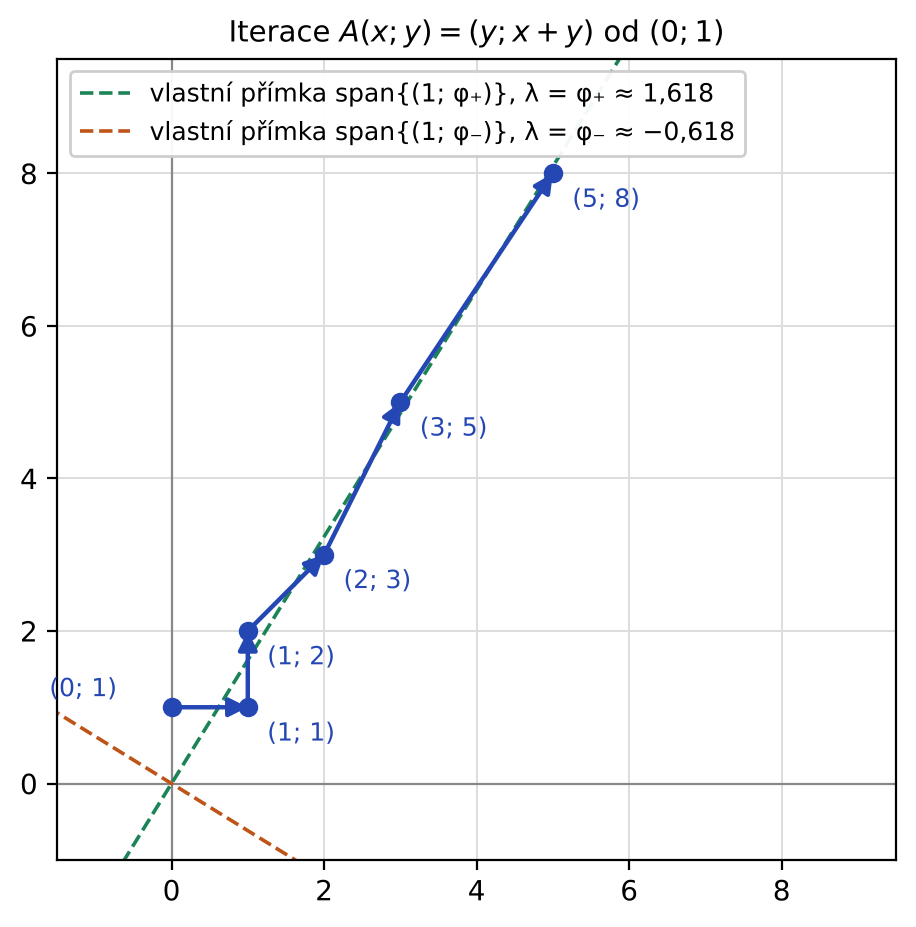 Iterace A(x; y) = (y; x + y) od (0; 1)
vlastní přímka span{(1; φ₊)}, λ = φ₊ ≈ 1,618
vlastní přímka span{(1; φ₋)}, λ = φ₋ ≈ −0,618
8
(5; 8)
6
(3; 5)
4
(2; 3)
2
(1; 2)
(0; 1)
(1; 1)
0
0 2 4 6 8